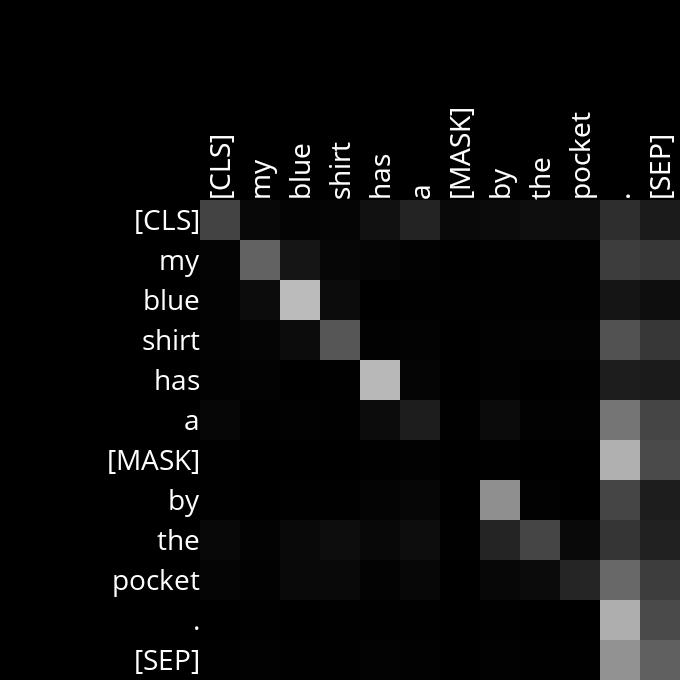 [CLS] my blue shirt has a [MASK] by the pocket . [SEP]
[CLS]
my
blue
shirt
has
a
[MASK]
by
the
pocket
.
[SEP]